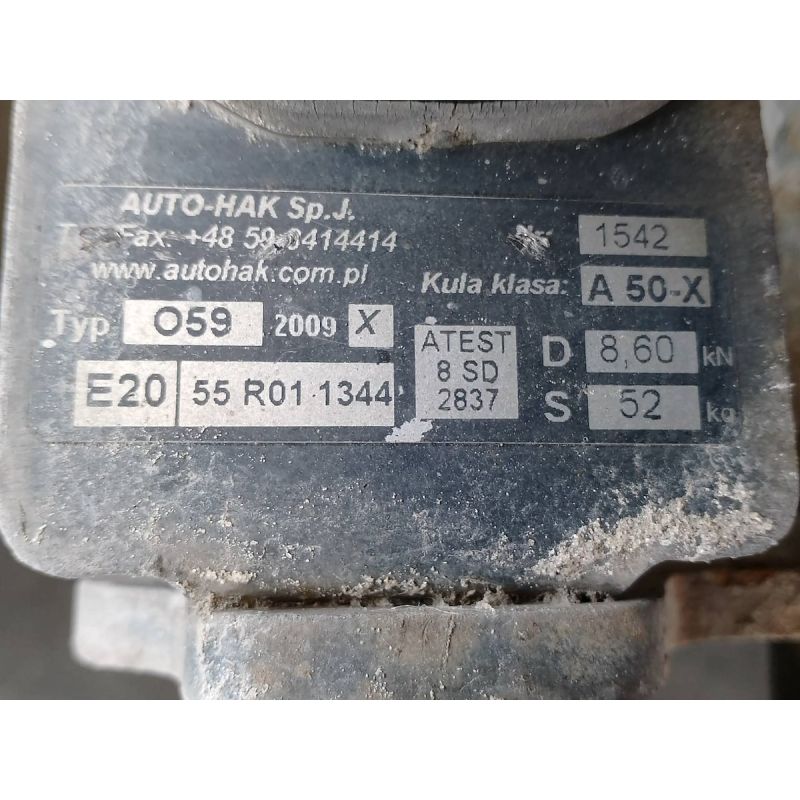 AUTO-HAK Sp.J.
Fax: +48 59 8414414
www.autohak.com.pl
Nr: 1542
Kula klasa: A 50-X
Typ O59 2009 X
E20 55 R01 1344
ATEST
8 SD
2837
D 8,60 kN
S 52 kg